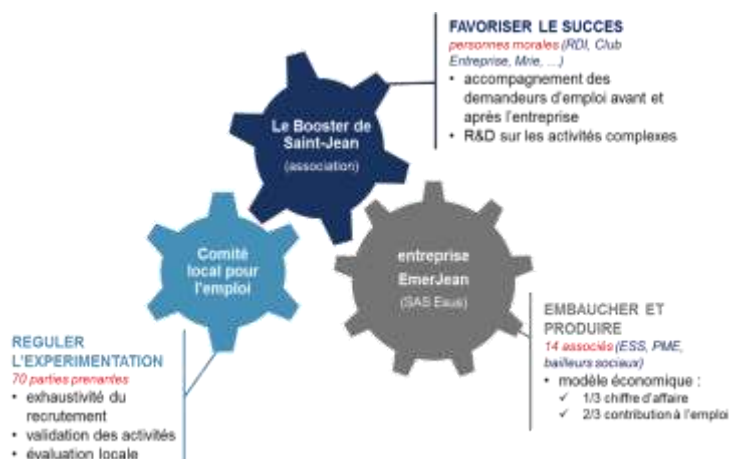 FAVORISER LE SUCCES
personnes morales (RDI, Club
Entreprise, Mrie, ...)
• accompagnement des
demandeurs d'emploi avant et
après l'entreprise
• R&D sur les activités complexes
Le Booster de
Saint-Jean
(association)
Comité
local pour
l'emploi
entreprise
EmerJean
(SAS Esus)
EMBAUCHER ET
PRODUIRE
14 associés (ESS, PME,
bailleurs sociaux)
• modèle économique :
✓ 1/3 chiffre d'affaire
✓ 2/3 contribution à l'emploi
REGULER
L'EXPERIMENTATION
70 parties prenantes
• exhaustivité du
recrutement
• validation des activités
• évaluation locale